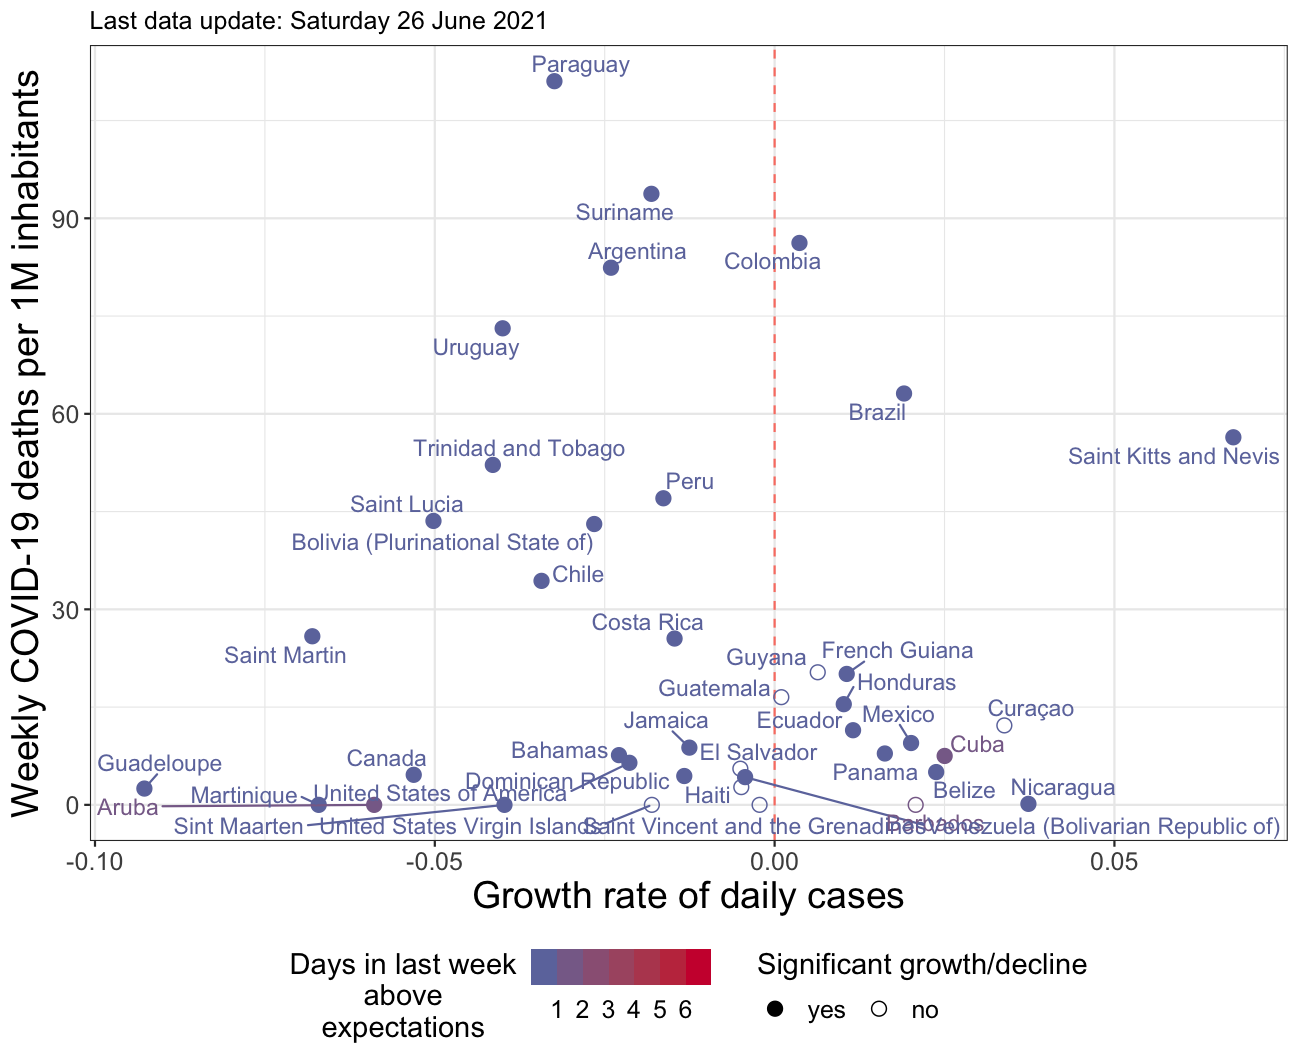 Last data update: Saturday 26 June 2021
Weekly COVID-19 deaths per 1M inhabitants
90
60
30
0
Paraguay
Suriname
Argentina
Colombia
Uruguay
Brazil
Trinidad and Tobago
Saint Kitts and Nevis
Peru
Saint Lucia
Bolivia (Plurinational State of)
Chile
Costa Rica
Saint Martin
Guyana
French Guiana
Guatemala
Honduras
Jamaica
Ecuador
Mexico
Curaçao
Bahamas
El Salvador
Cuba
Guadeloupe
Canada
Dominican Republic
Panama
Haiti
Belize
Nicaragua
Aruba
Martinique
United States of America
Sint Maarten
United States Virgin Islands
Saint Vincent and the Grenadines
Barbados
Venezuela (Bolivarian Republic of)
-0.10
-0.05
0.00
0.05
Growth rate of daily cases
Days in last week
above
expectations
1 2 3 4 5 6
Significant growth/decline
yes
no